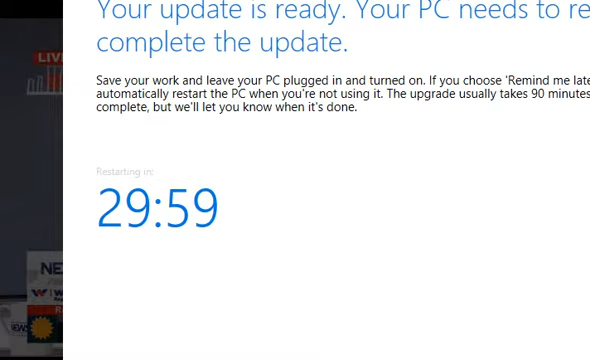 Your update is ready. Your PC needs to
complete the update.
LIVE
Save your work and leave your PC plugged in and turned on. If you choose 'Remind me
automatically restart the PC when you're not using it. The upgrade usually takes 90 minutes
complete, but we'll let you know when it's done.
Restarting in:
29:59